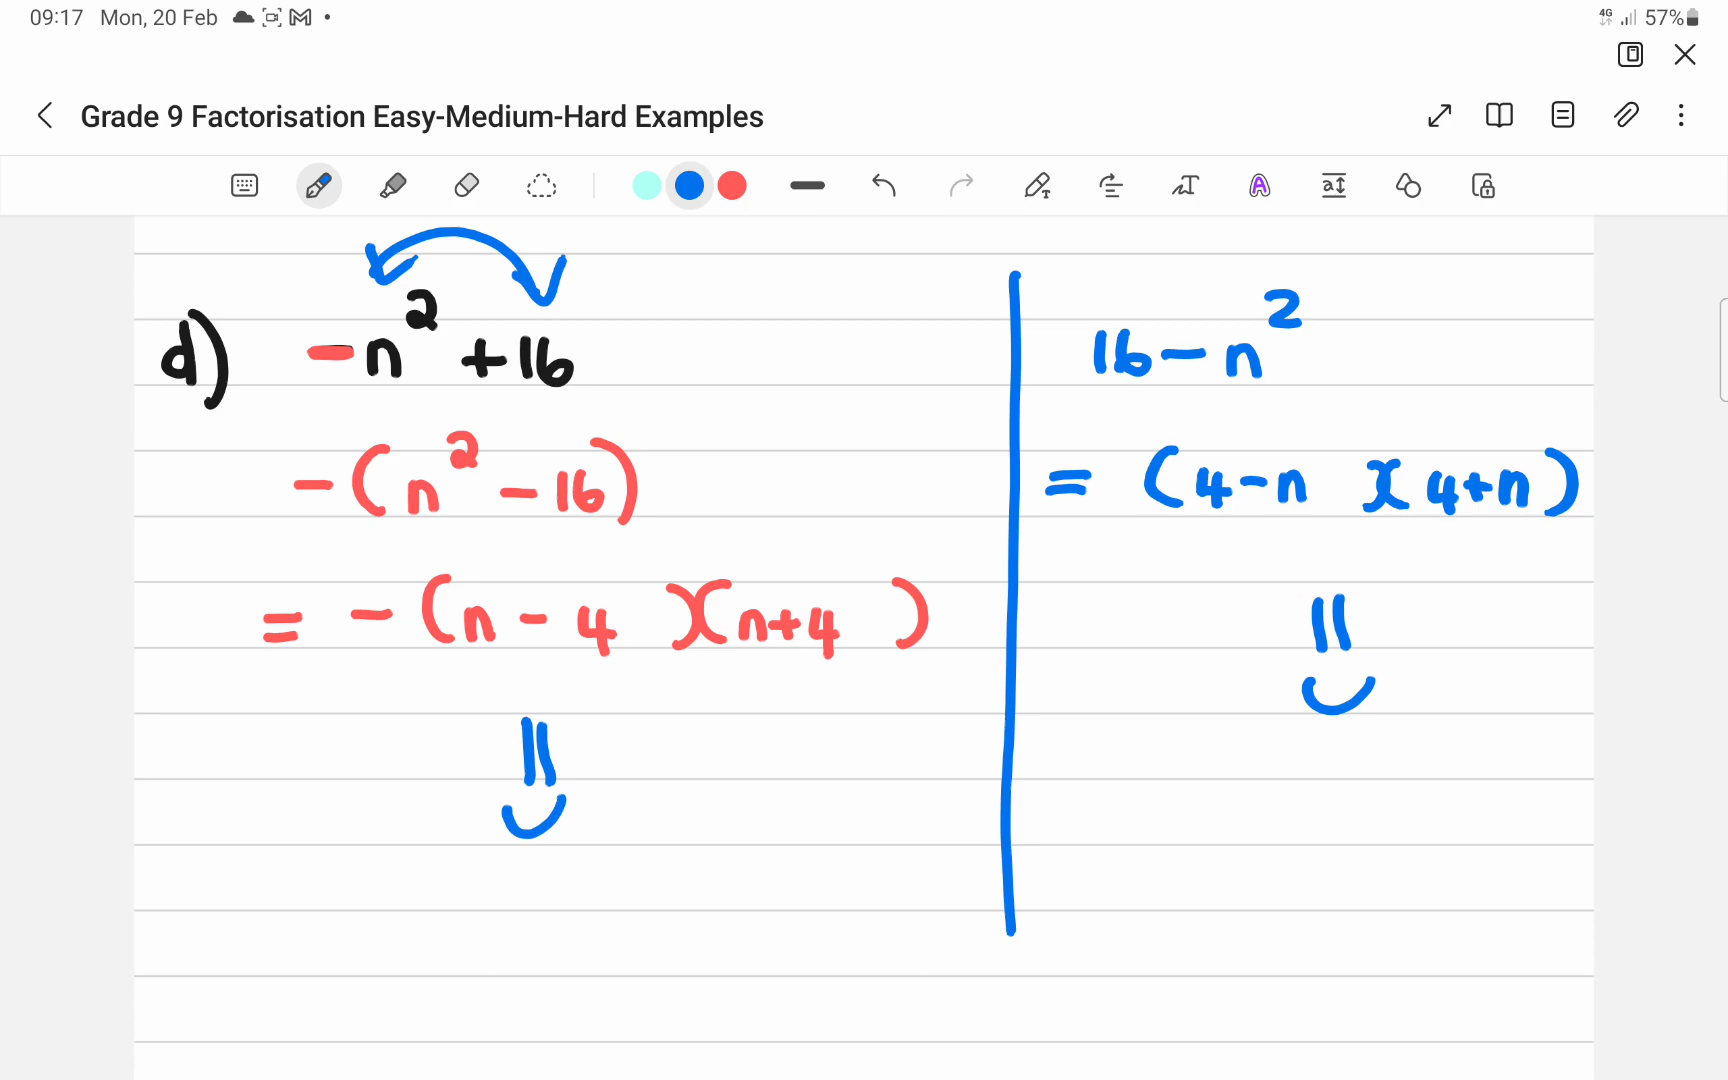 09:17 Mon, 20 Feb
4G 57%
Grade 9 Factorisation Easy-Medium-Hard Examples
d) -n² +16
-(n² -16)
= -(n - 4 )(n+4 )
16-n²
= (4-n )(4+n)